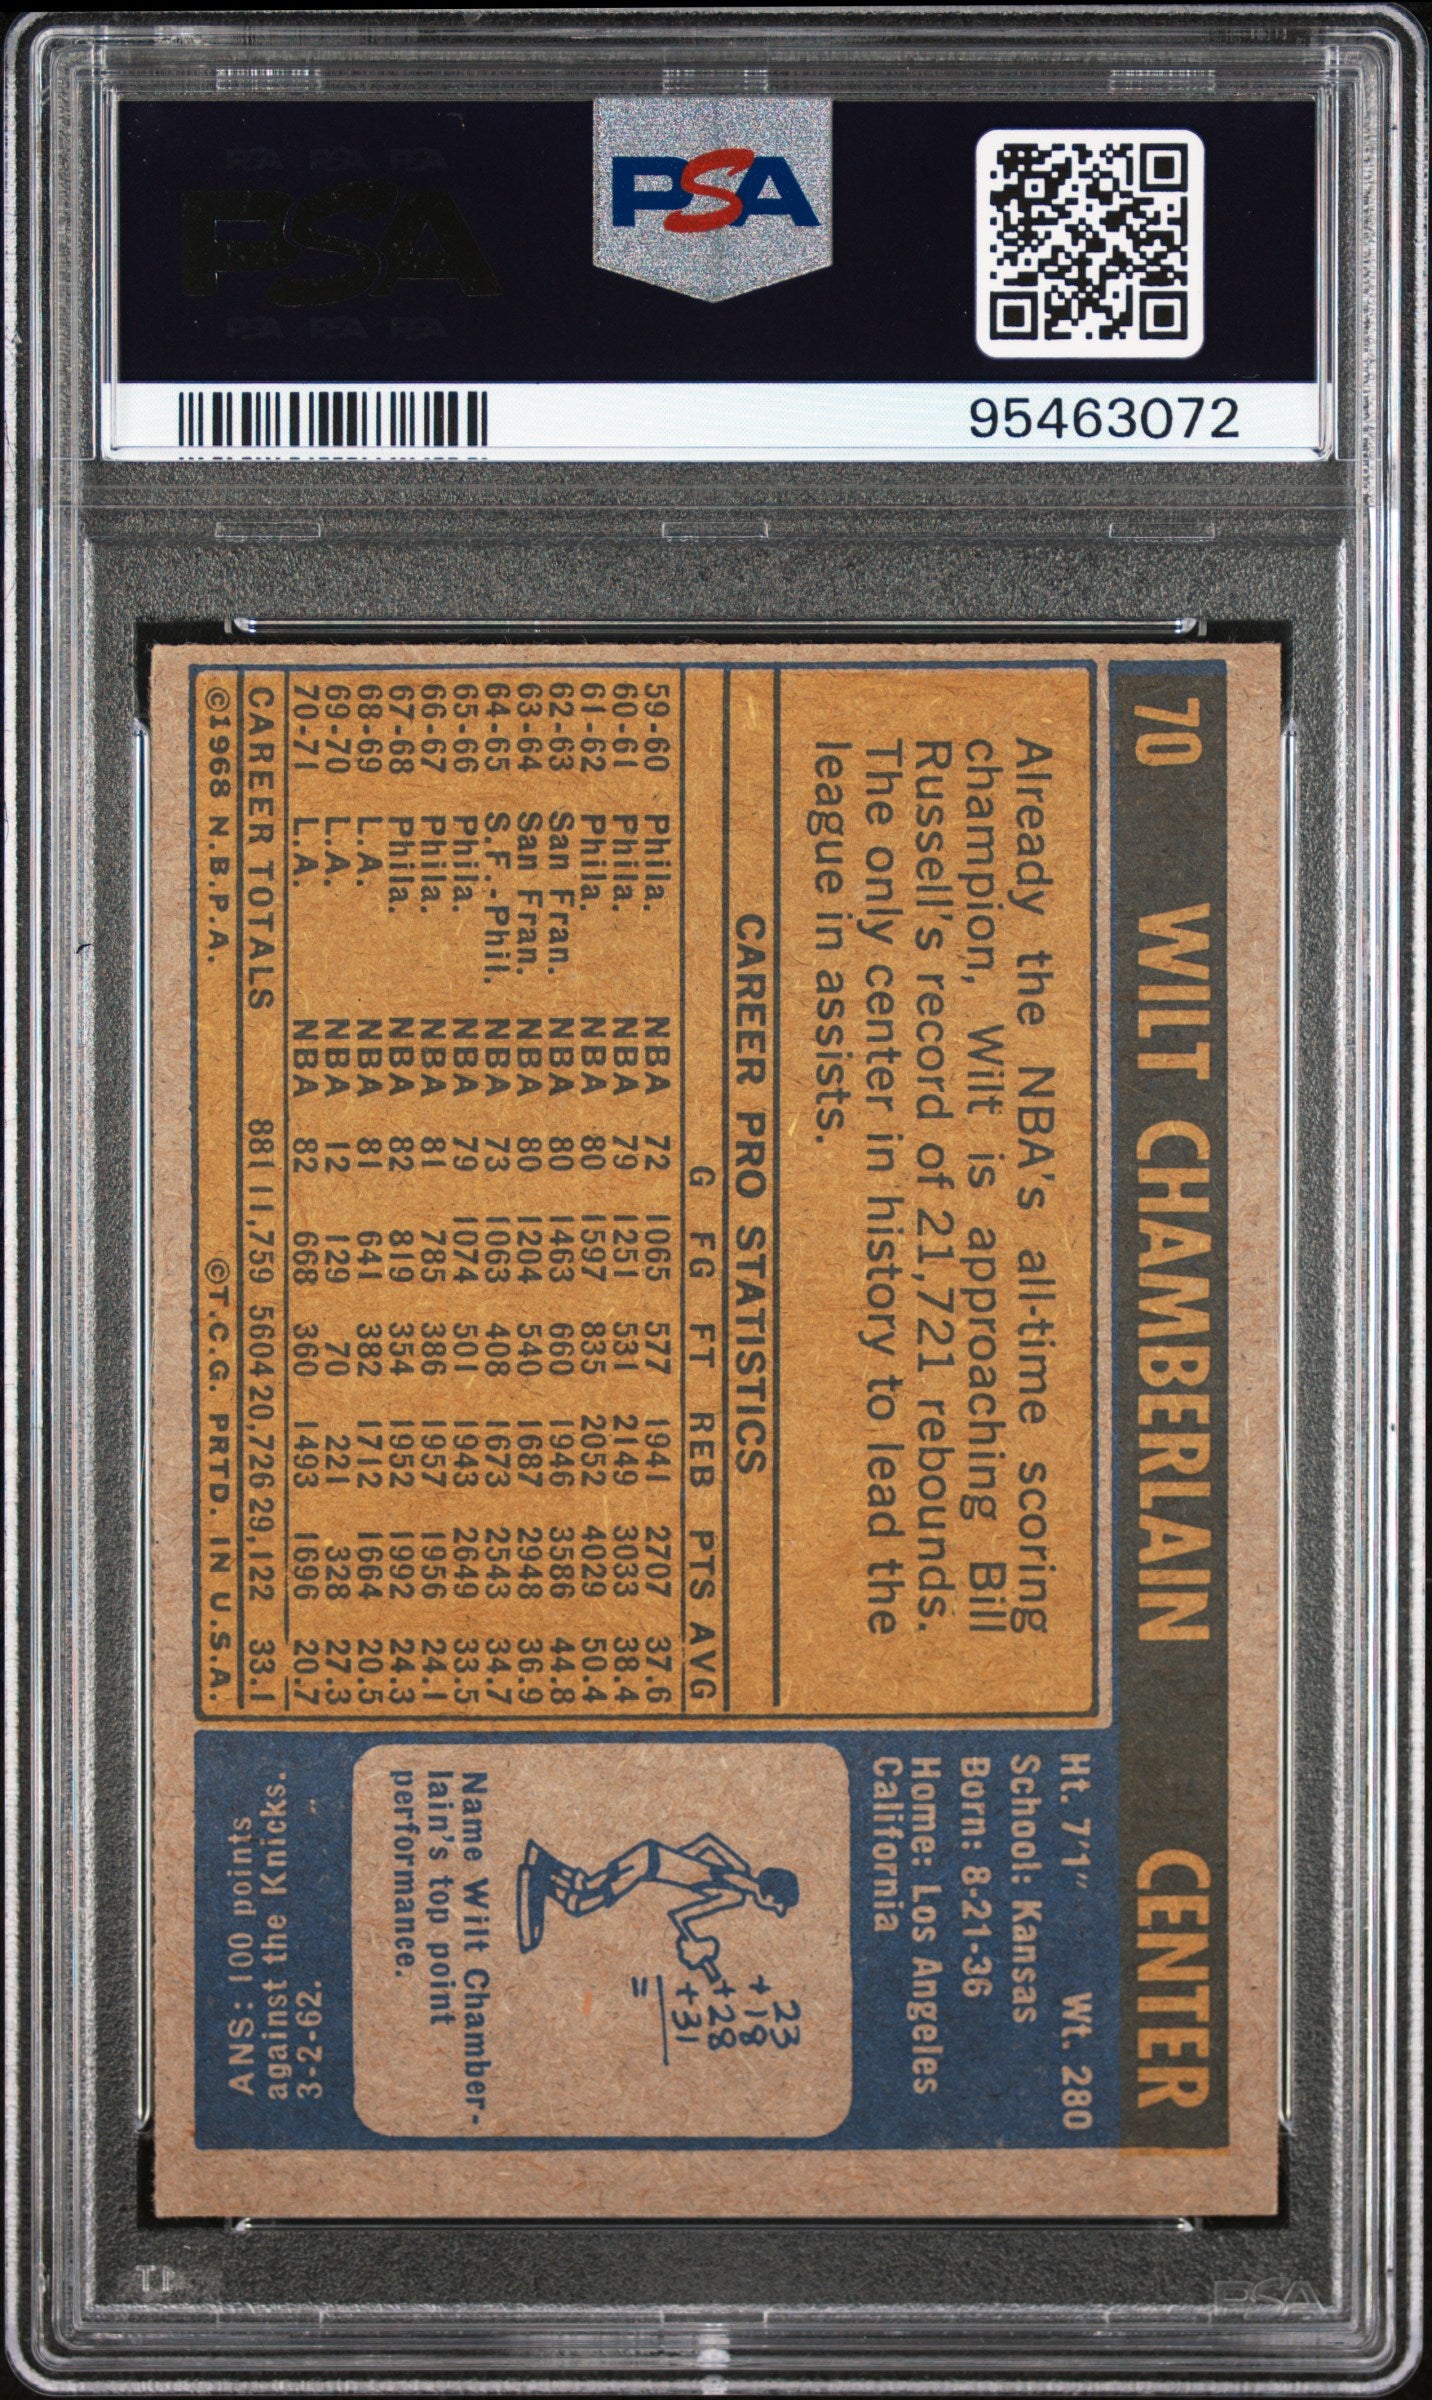 PSA PSA PSA
PSA
PSA PSA PSA
PSA
95463072
70 WILT CHAMBERLAIN CENTER
Already the NBA's all-time scoring
champion, Wilt is approaching Bill
Russell's record of 21,721 rebounds.
The only center in history to lead the
league in assists.
CAREER PRO STATISTICS
G FG FT REB PTS AVG
59-60 Phila. NBA 72 1065 577 1941 2707 37.6
60-61 Phila. NBA 79 1251 531 2149 3033 38.4
61-62 Phila. NBA 80 1597 835 2052 4029 50.4
62-63 San Fran. NBA 80 1463 660 1946 3586 44.8
63-64 San Fran. NBA 80 1204 540 1687 2948 36.9
64-65 S.F.-Phil. NBA 73 1063 408 1673 2543 34.7
65-66 Phila. NBA 79 1074 501 1943 2649 33.5
66-67 Phila. NBA 81 785 386 1957 1956 24.1
67-68 Phila. NBA 82 819 354 1952 1992 24.3
68-69 L.A. NBA 81 641 382 1712 1664 20.5
69-70 L.A. NBA 12 129 70 221 328 27.3
70-71 L.A. NBA 82 668 360 1493 1696 20.7
CAREER TOTALS 881 11,759 5604 20,726 29,122 33.1
©1968 N.B.P.A. ©T.C.G. PRTD. IN U.S.A.
Ht. 7'1" Wt. 280
School: Kansas
Born: 8-21-36
Home: Los Angeles
California
23
+18
+28
+31
=
Name Wilt Chamber-
lain's top point
performance.
ANS: 100 points
against the Knicks.
3-2-62.
PSA